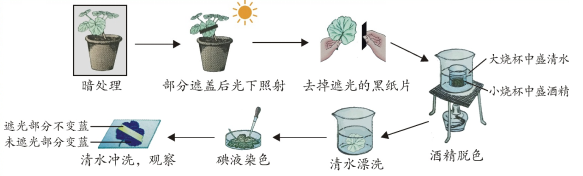 暗处理
部分遮盖后光下照射
去掉遮光的黑纸片
大烧杯中盛清水
小烧杯中盛酒精
酒精脱色
清水漂洗
碘液染色
遮光部分不变蓝
未遮光部分变蓝
清水冲洗，观察